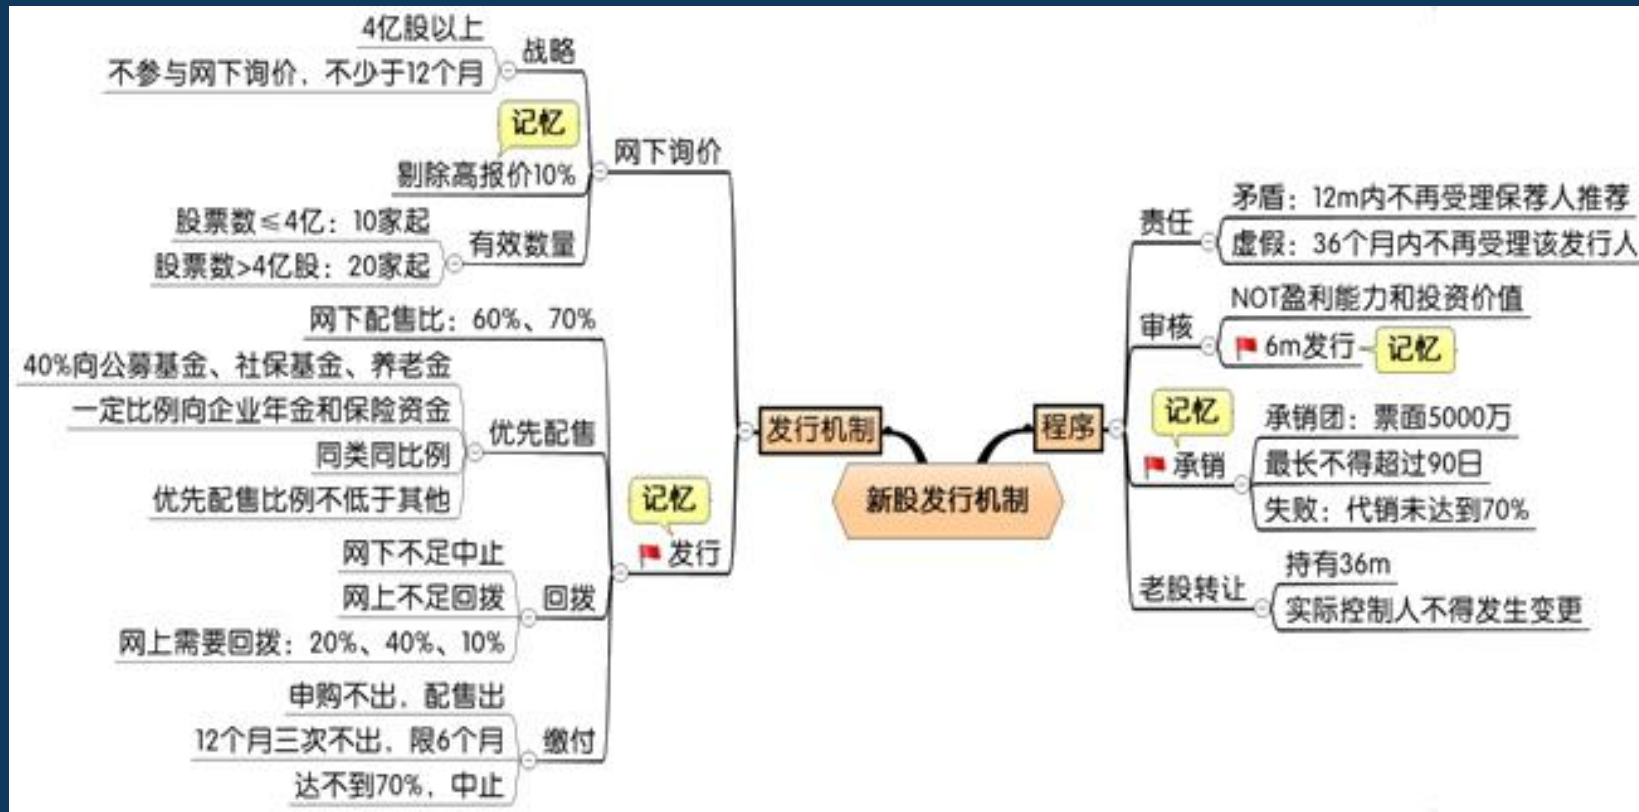 新股发行机制
发行机制
网下询价
战略
4亿股以上
不参与网下询价，不少于12个月
记忆
剔除高报价10%
有效数量
股票数≤4亿：10家起
股票数>4亿股：20家起
记忆
发行
网下配售比：60%、70%
优先配售
40%向公募基金、社保基金、养老金
一定比例向企业年金和保险资金
同类同比例
优先配售比例不低于其他
回拨
网下不足中止
网上不足回拨
网上需要回拨：20%、40%、10%
缴付
申购不出，配售出
12个月三次不出，限6个月
达不到70%，中止
程序
责任
矛盾：12m内不再受理保荐人推荐
虚假：36个月内不再受理该发行人
审核
NOT盈利能力和投资价值
6m发行
记忆
记忆
承销
承销团：票面5000万
最长不得超过90日
失败：代销未达到70%
老股转让
持有36m
实际控制人不得发生变更